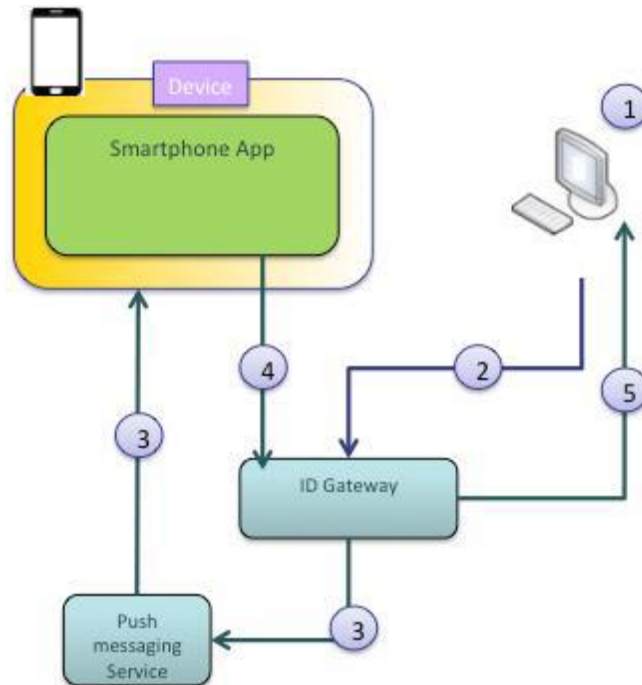 Device
1
Smartphone App
4
2
5
3
ID Gateway
3
Push
messaging
Service